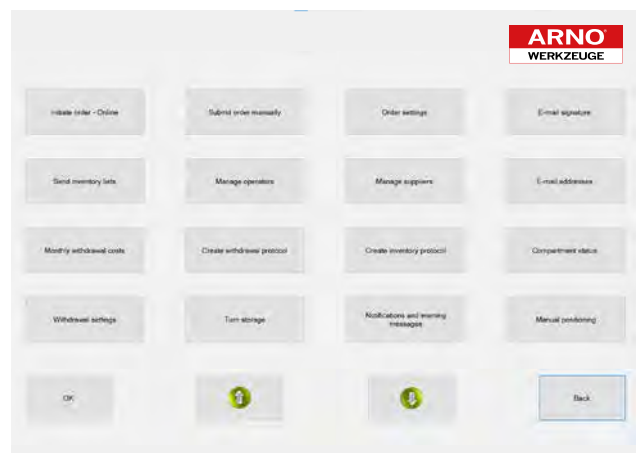 ARNO
WERKZEUGE
Initiate order - Online
Submit order manually
Order settings
E-mail signature
Send inventory lists
Manage operators
Manage suppliers
E-mail addresses
Monthly withdrawal costs
Create withdrawal protocol
Create inventory protocol
Compartment status
Withdrawal settings
Turn storage
Notifications and warning
messages
Manual positioning
OK
Back